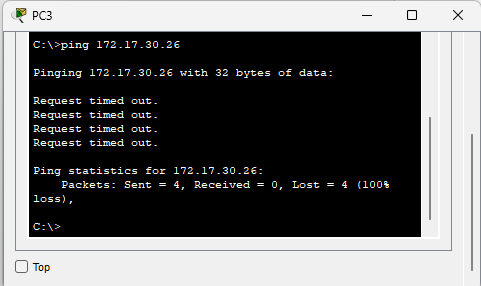 PC3
C:\>ping 172.17.30.26
Pinging 172.17.30.26 with 32 bytes of data:
Request timed out.
Request timed out.
Request timed out.
Request timed out.
Ping statistics for 172.17.30.26:
    Packets: Sent = 4, Received = 0, Lost = 4 (100%
loss),
C:\>
Top